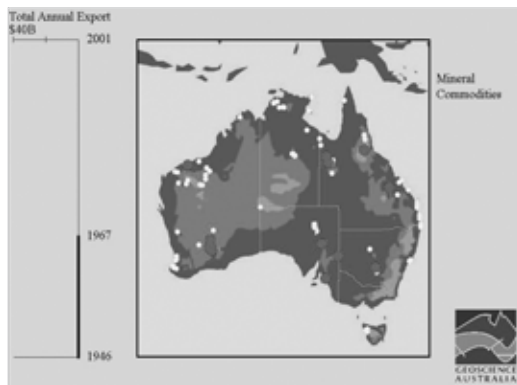 Total Annual Export
$40B
2001
Mineral
Commodities
1967
1946
GEOSCIENCE
AUSTRALIA